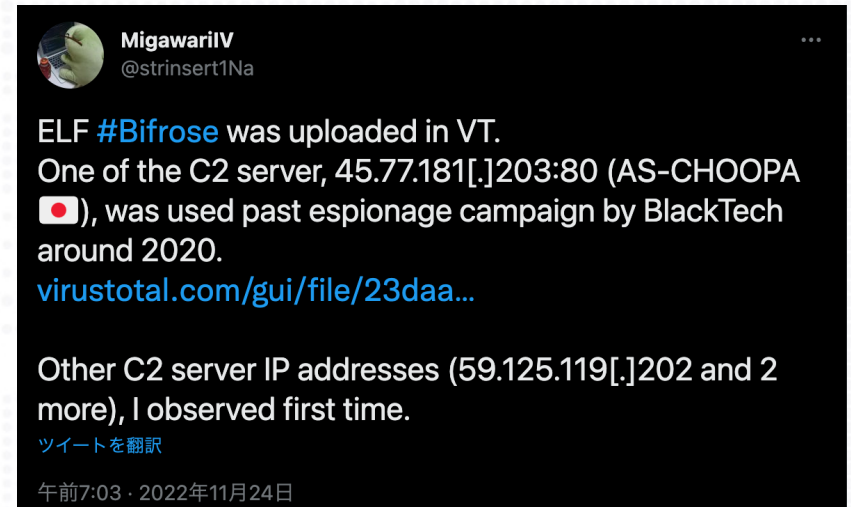 MigawariIV
@strinsert1Na
ELF #Bifrose was uploaded in VT.
One of the C2 server, 45.77.181[.]203:80 (AS-CHOOPA
🇯🇵), was used past espionage campaign by BlackTech
around 2020.
virustotal.com/gui/file/23daa…
Other C2 server IP addresses (59.125.119[.]202 and 2
more), I observed first time.
ツイートを翻訳
午前7:03 · 2022年11月24日